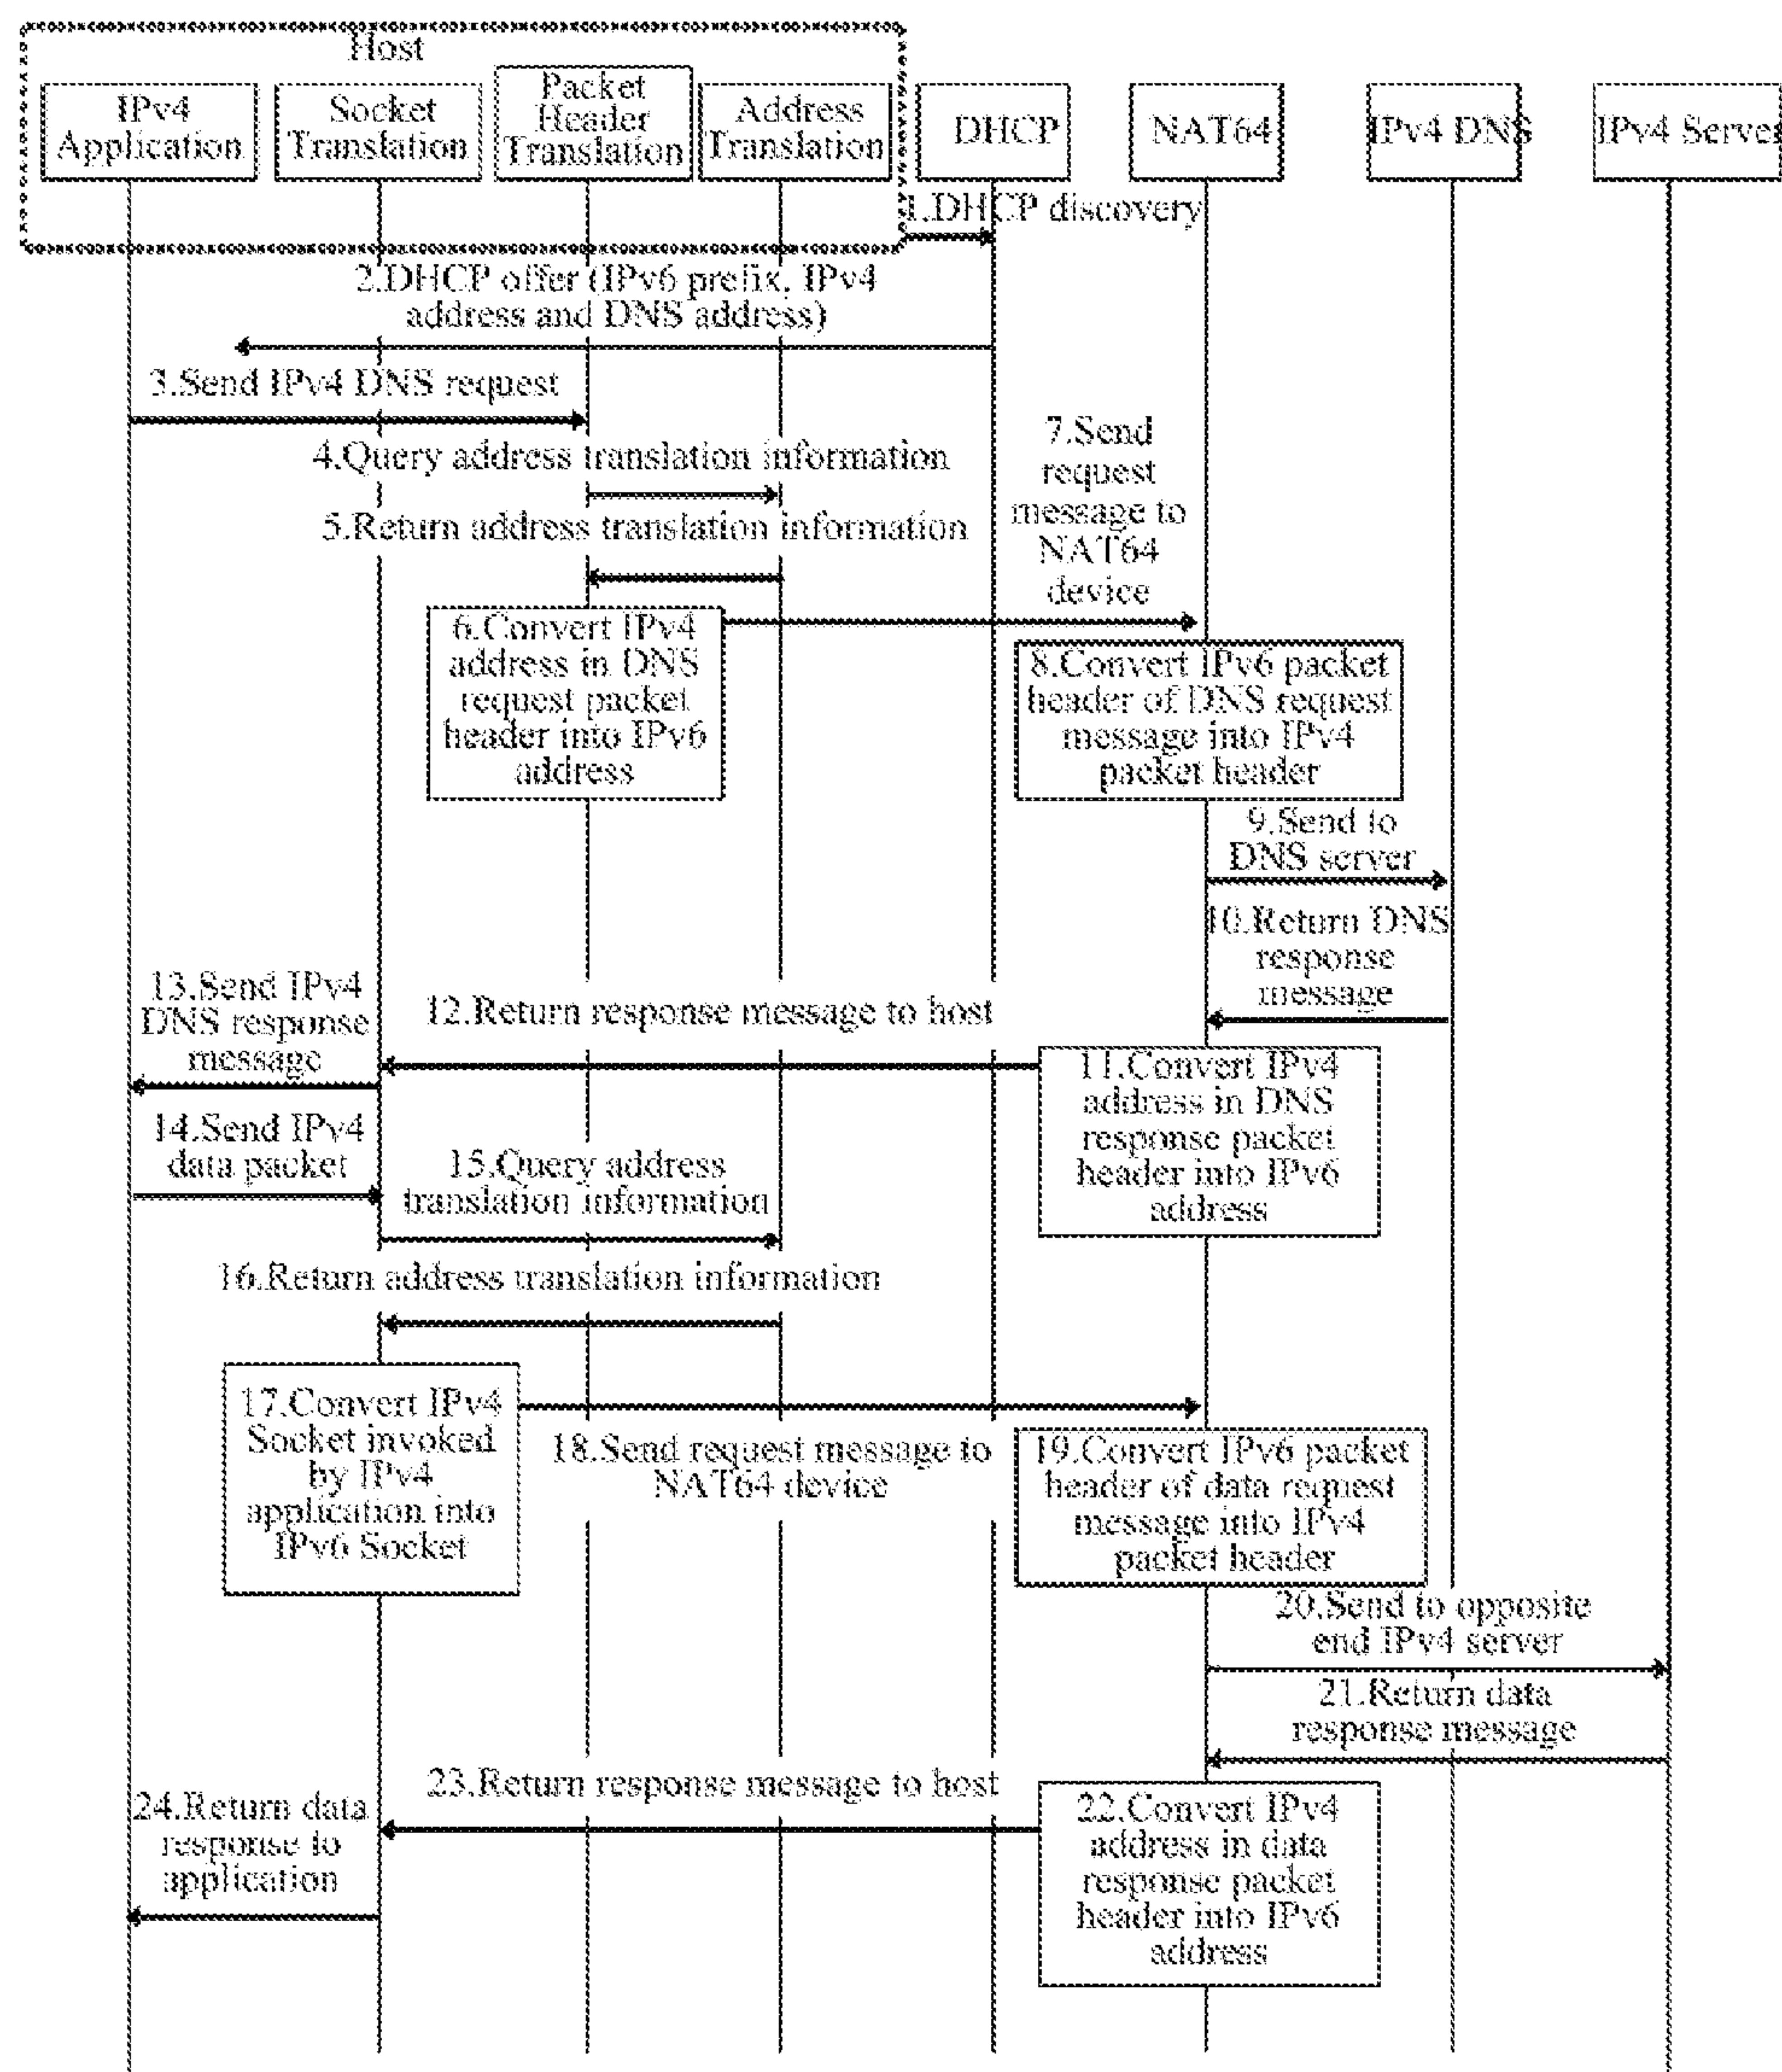 Host
IPv4
Application
Socket
Translation
Packet
Header
Translation
Address
Translation
DHCP
NAT64
IPv4 DNS
IPv4 Server
1.DHCP discovery
2.DHCP offer (IPv6 prefix, IPv4
address and DNS address)
3.Send IPv4 DNS request
4.Query address translation information
5.Return address translation information
6.Convert IPv4
address in DNS
request packet
header into IPv6
address
7.Send
request
message to
NAT64
device
8.Convert IPv6 packet
header of DNS request
message into IPv4
packet header
9.Send to
DNS server
10.Return DNS
response
message
11.Convert IPv4
address in DNS
response packet
header into IPv6
address
12.Return response message to host
13.Send IPv4
DNS response
message
14.Send IPv4
data packet
15.Query address
translation information
16.Return address translation information
17.Convert IPv4
Socket invoked
by IPv4
application into
IPv6 Socket
18.Send request message to
NAT64 device
19.Convert IPv6 packet
header of data request
message into IPv4
packet header
20.Send to opposite
end IPv4 server
21.Return data
response message
22.Convert IPv4
address in data
response packet
header into IPv6
address
23.Return response message to host
24.Return data
response to
application